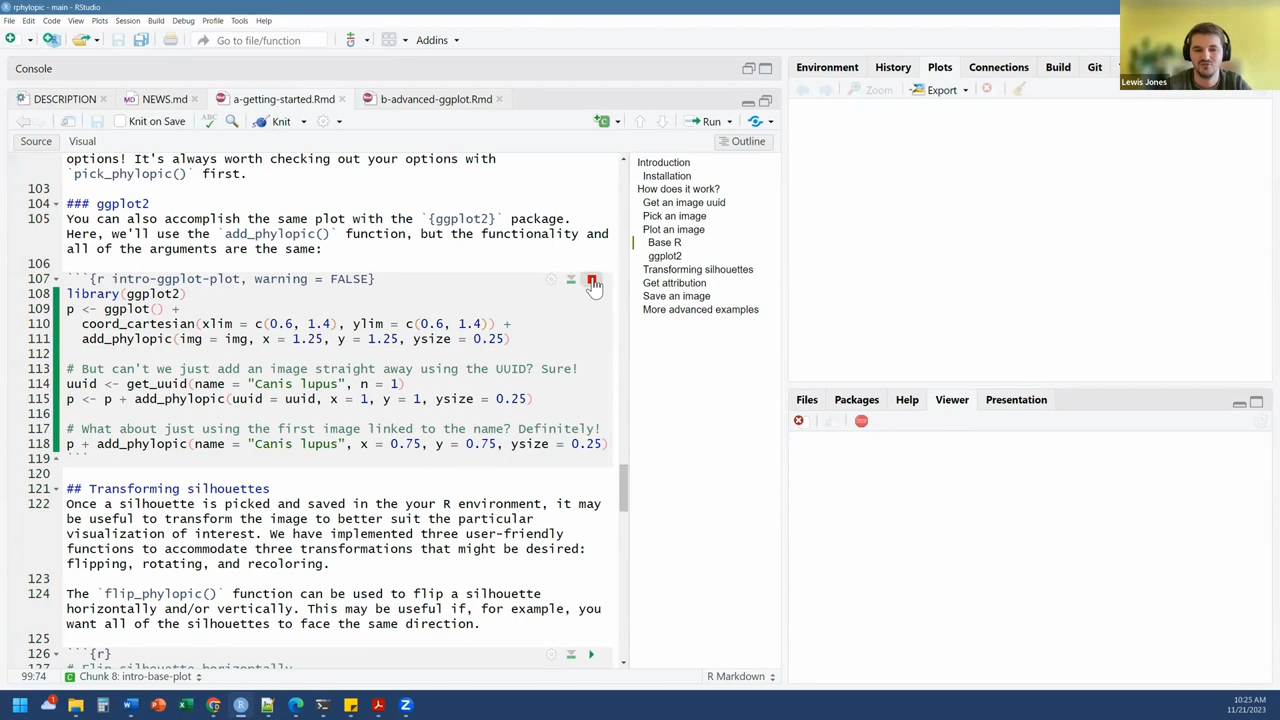 rphylopic - main - RStudio
File Edit Code View Plots Session Build Debug Profile Tools Help
Go to file/function
Addins
Console
DESCRIPTION
NEWS.md
a-getting-started.Rmd
b-advanced-ggplot.Rmd
Knit on Save
Knit
Run
Source
Visual
Outline
options! It's always worth checking out your options with
`pick_phylopic()` first.
103
104 ### ggplot2
105 You can also accomplish the same plot with the `{ggplot2}` package.
Here, we'll use the `add_phylopic()` function, but the functionality and
all of the arguments are the same:
106
107 ```{r intro-ggplot-plot, warning = FALSE}
108 library(ggplot2)
109 p <- ggplot() +
110 coord_cartesian(xlim = c(0.6, 1.4), ylim = c(0.6, 1.4)) +
111 add_phylopic(img = img, x = 1.25, y = 1.25, ysize = 0.25)
112
113 # But can't we just add an image straight away using the UUID? Sure!
114 uuid <- get_uuid(name = "Canis lupus", n = 1)
115 p <- p + add_phylopic(uuid = uuid, x = 1, y = 1, ysize = 0.25)
116
117 # What about just using the first image linked to the name? Definitely!
118 p + add_phylopic(name = "Canis lupus", x = 0.75, y = 0.75, ysize = 0.25)
119 ```
120
121 ## Transforming silhouettes
122 Once a silhouette is picked and saved in the your R environment, it may
be useful to transform the image to better suit the particular
visualization of interest. We have implemented three user-friendly
functions to accommodate three transformations that might be desired:
flipping, rotating, and recoloring.
123
124 The `flip_phylopic()` function can be used to flip a silhouette
horizontally and/or vertically. This may be useful if, for example, you
want all of the silhouettes to face the same direction.
125
126 ```{r}
127 # Flip silhouette horizontally
99:74
Chunk 8: intro-base-plot
R Markdown
Introduction
Installation
How does it work?
Get an image uuid
Pick an image
Plot an image
Base R
ggplot2
Transforming silhouettes
Get attribution
Save an image
More advanced examples
Environment History Plots Connections Build Git
Zoom
Export
Files Packages Help Viewer Presentation
Lewis Jones
10:25 AM
11/21/2023